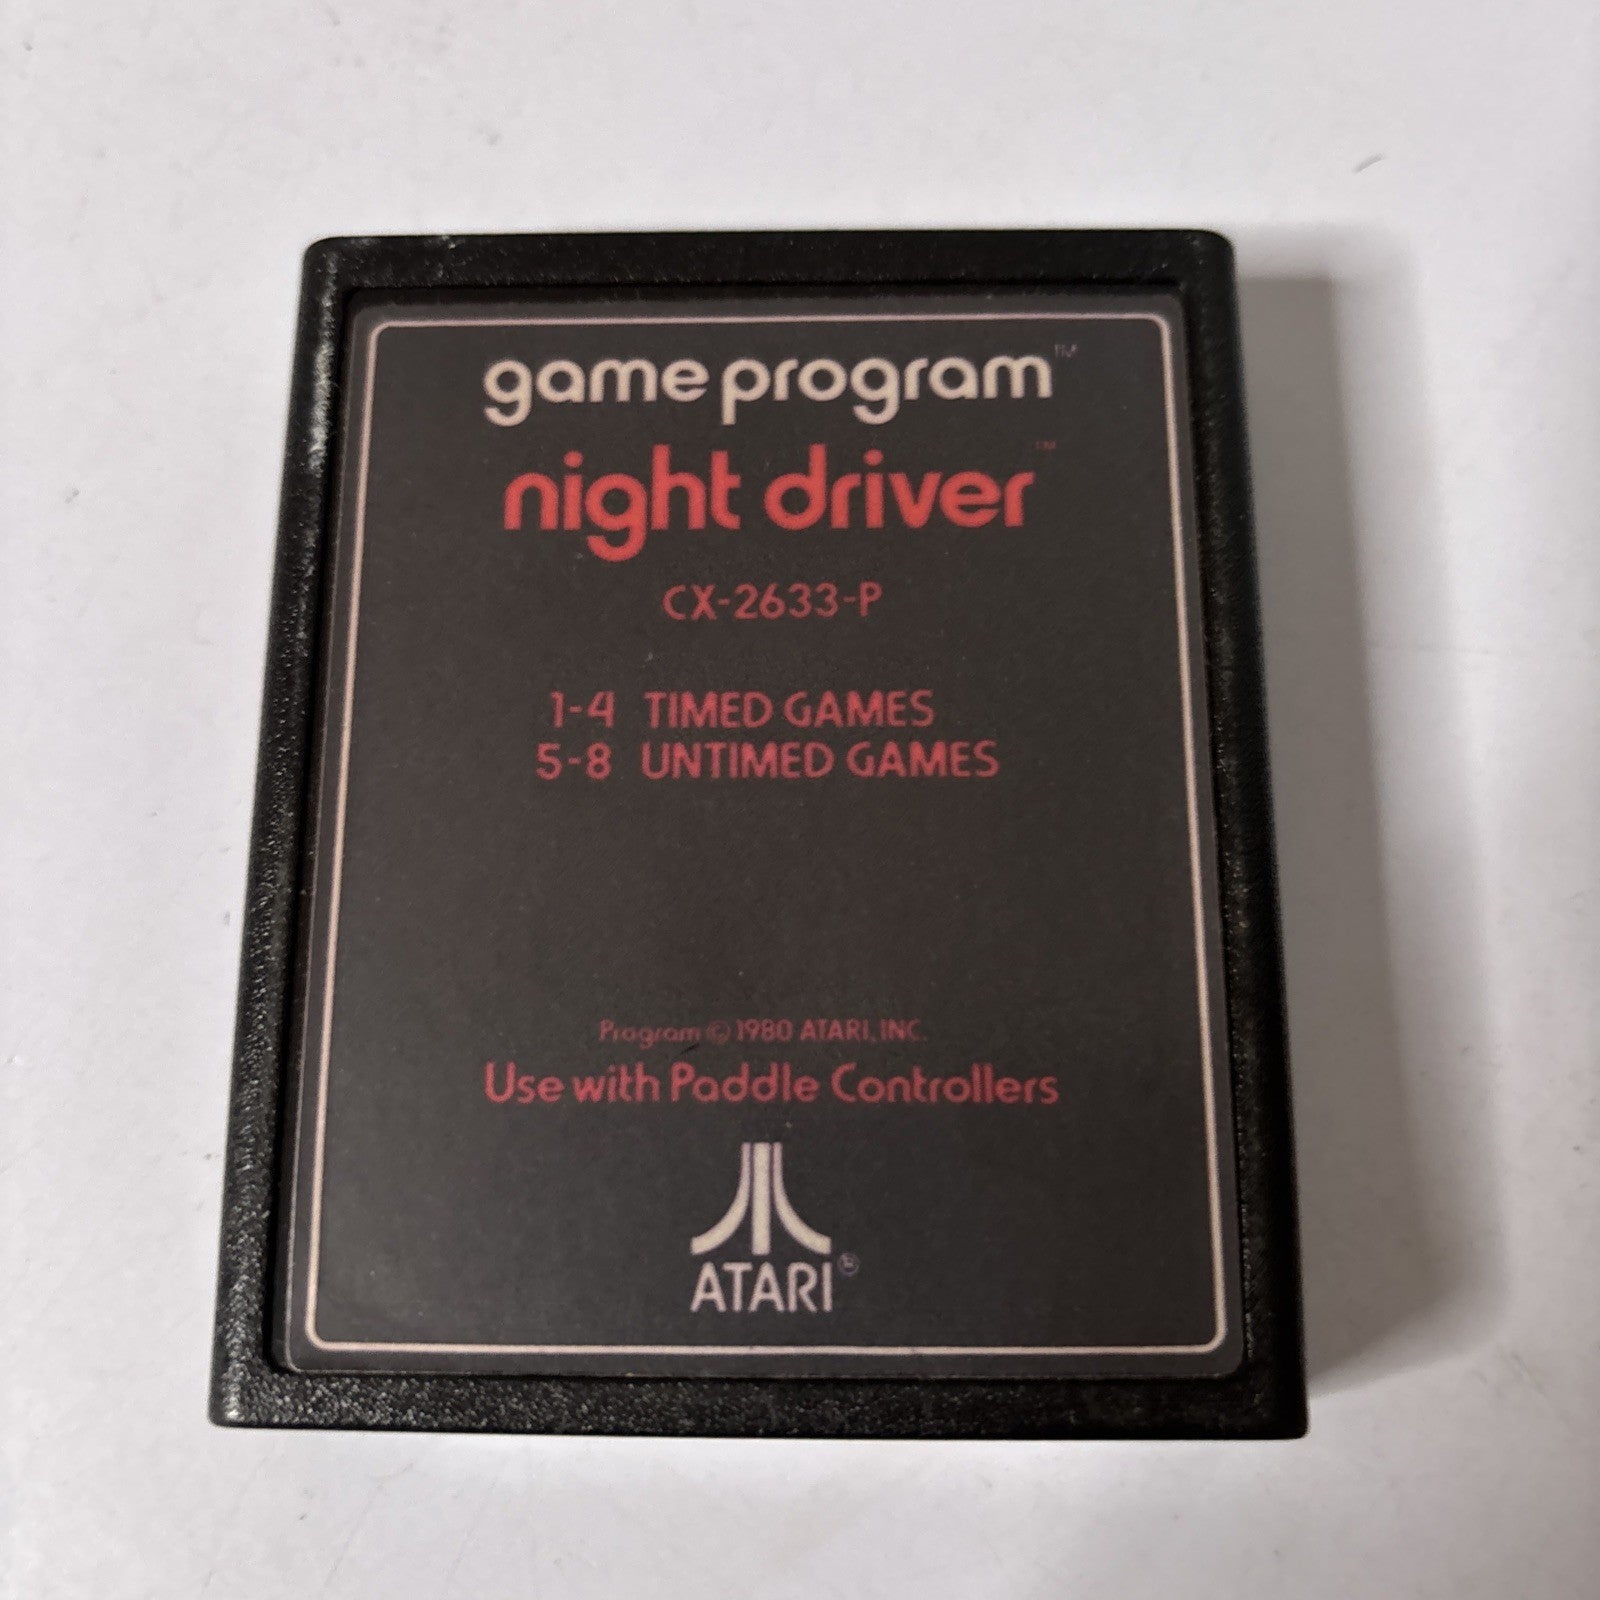 game program™
night driver™
CX-2633-P
1-4 TIMED GAMES
5-8 UNTIMED GAMES
Program © 1980 ATARI, INC.
Use with Paddle Controllers
ATARI®